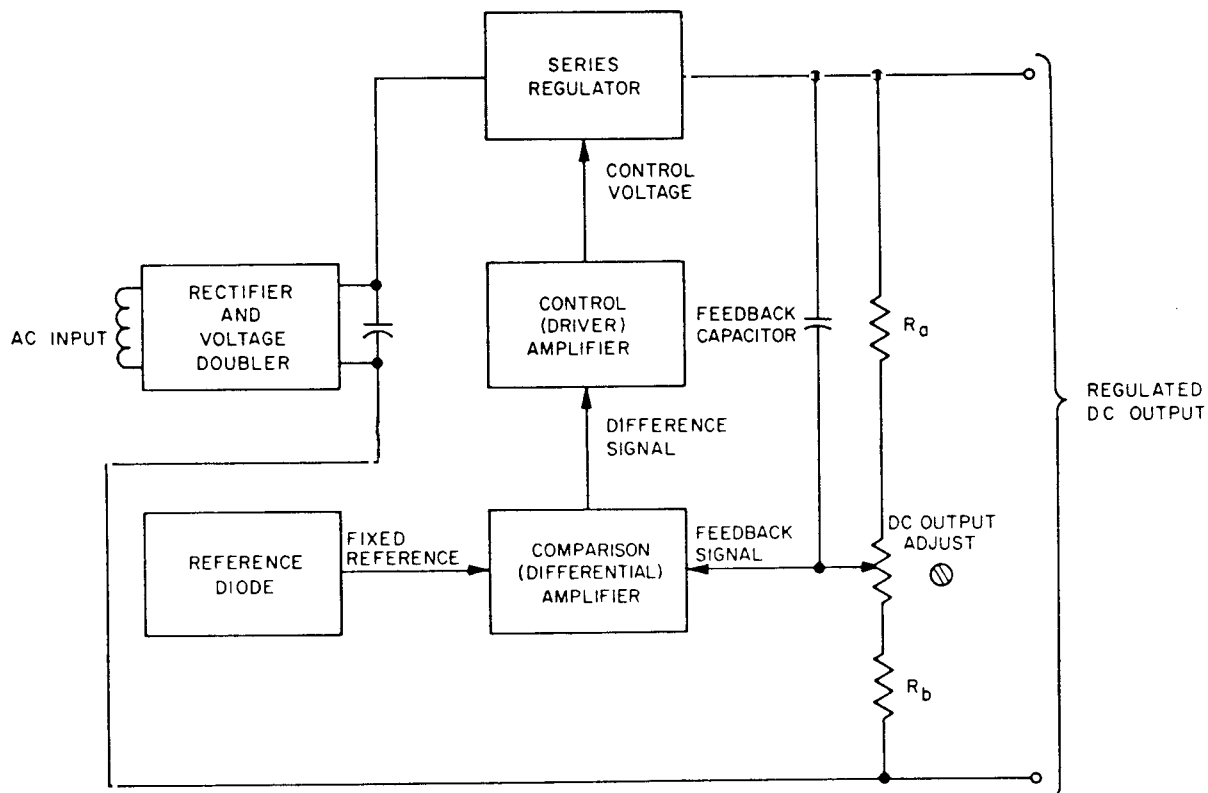 SERIES
REGULATOR
CONTROL
VOLTAGE
RECTIFIER
AND
VOLTAGE
DOUBLER
AC INPUT
CONTROL
(DRIVER)
AMPLIFIER
FEEDBACK
CAPACITOR
Ra
REGULATED
DC OUTPUT
DIFFERENCE
SIGNAL
REFERENCE
DIODE
FIXED
REFERENCE
COMPARISON
(DIFFERENTIAL)
AMPLIFIER
FEEDBACK
SIGNAL
DC OUTPUT
ADJUST
Rb